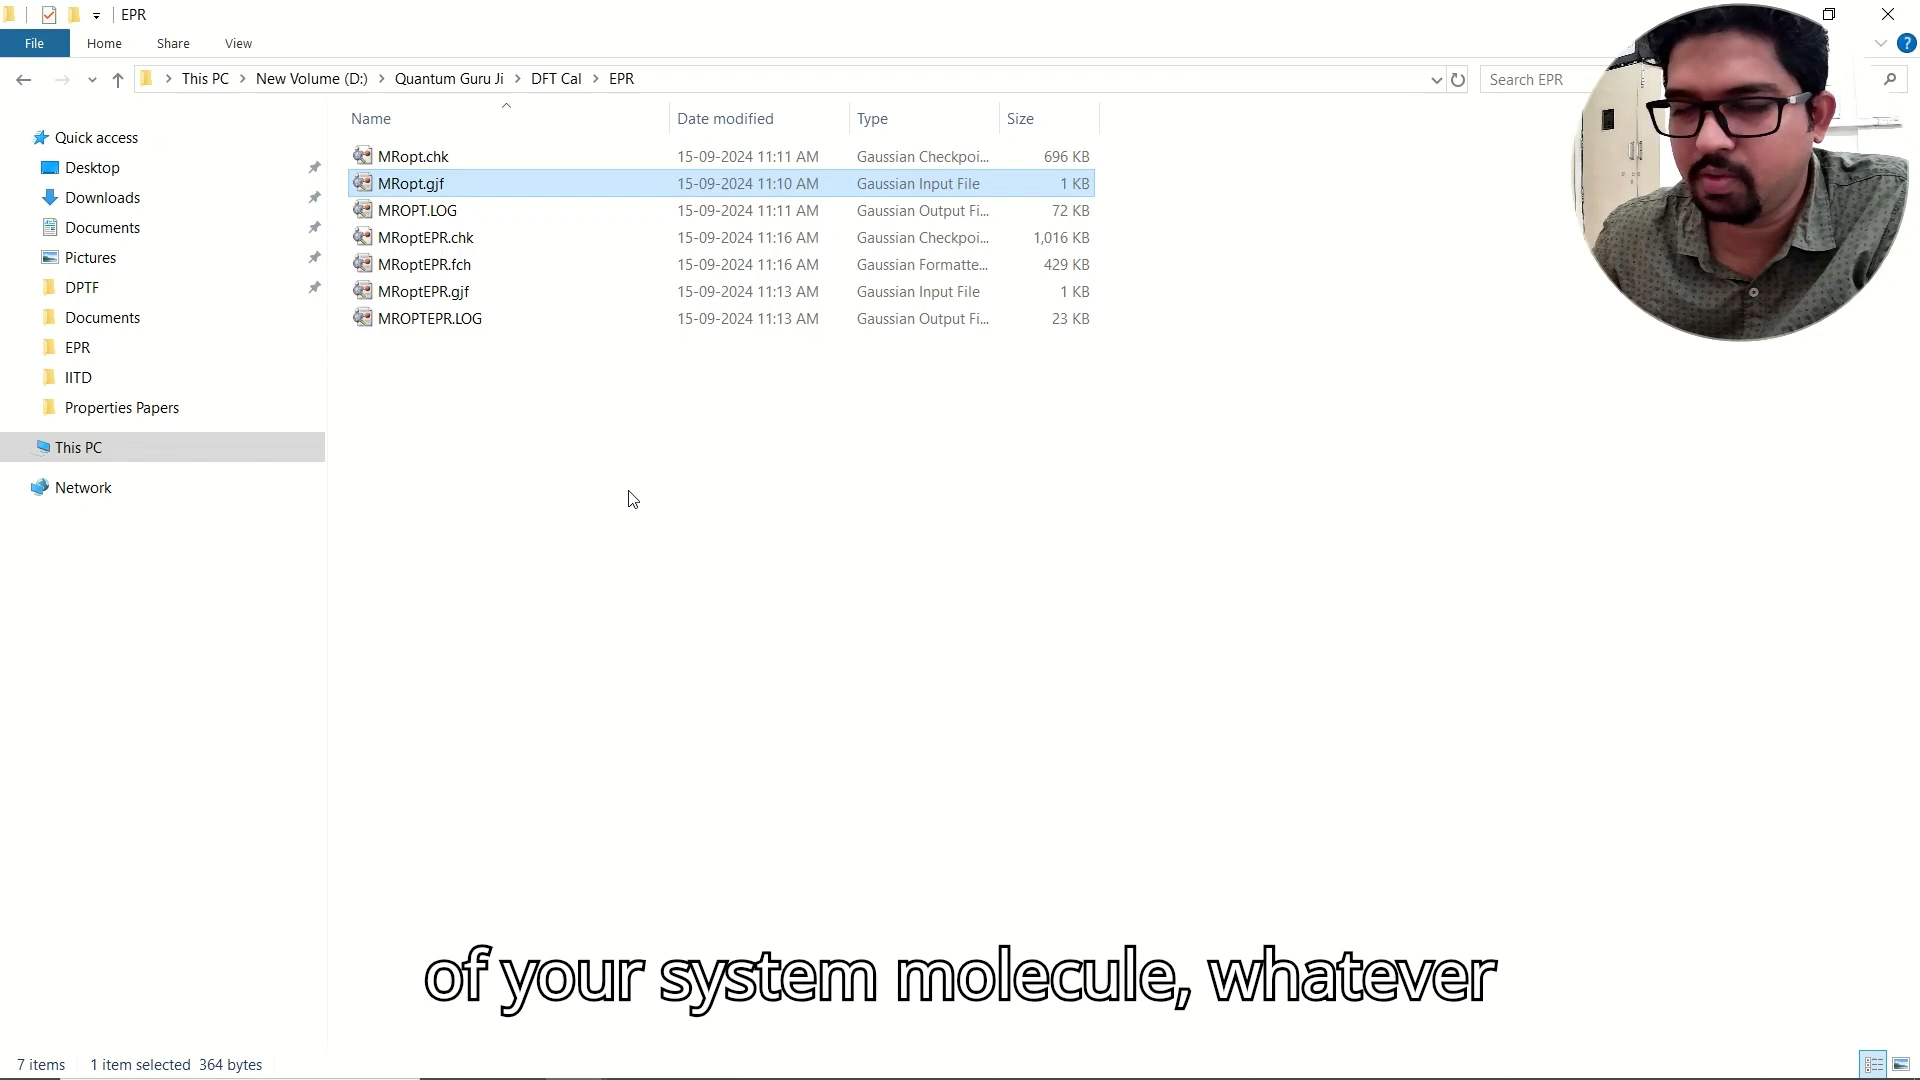 EPR
File Home Share View
This PC New Volume (D:) Quantum Guru Ji DFT Cal EPR
Search EPR
Name Date modified Type Size
Quick access
Desktop
Downloads
Documents
Pictures
DPTF
Documents
EPR
IITD
Properties Papers
This PC
Network
MRopt.chk 15-09-2024 11:11 AM Gaussian Checkpoi... 696 KB
MRopt.gjf 15-09-2024 11:10 AM Gaussian Input File 1 KB
MROPT.LOG 15-09-2024 11:11 AM Gaussian Output Fi... 72 KB
MRoptEPR.chk 15-09-2024 11:16 AM Gaussian Checkpoi... 1,016 KB
MRoptEPR.fch 15-09-2024 11:16 AM Gaussian Formatte... 429 KB
MRoptEPR.gjf 15-09-2024 11:13 AM Gaussian Input File 1 KB
MROPTEPR.LOG 15-09-2024 11:13 AM Gaussian Output Fi... 23 KB
of your system molecule, whatever
7 items 1 item selected 364 bytes